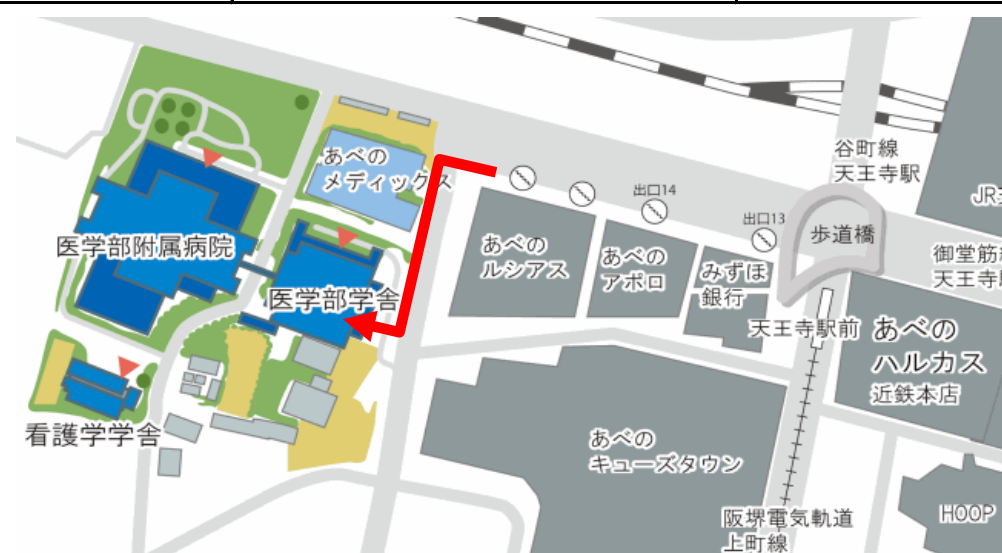 谷町線
天王寺駅
あべの
メディックス
出口14
出口13
歩道橋
医学部附属病院
あべの
ルシアス
あべの
アポロ
みずほ
銀行
医学部学舎
天王寺駅前
あべの
ハルカス
近鉄本店
看護学学舎
あべの
キューズタウン
HOOP
阪堺電気軌道
上町線
JR
御堂筋
天王寺